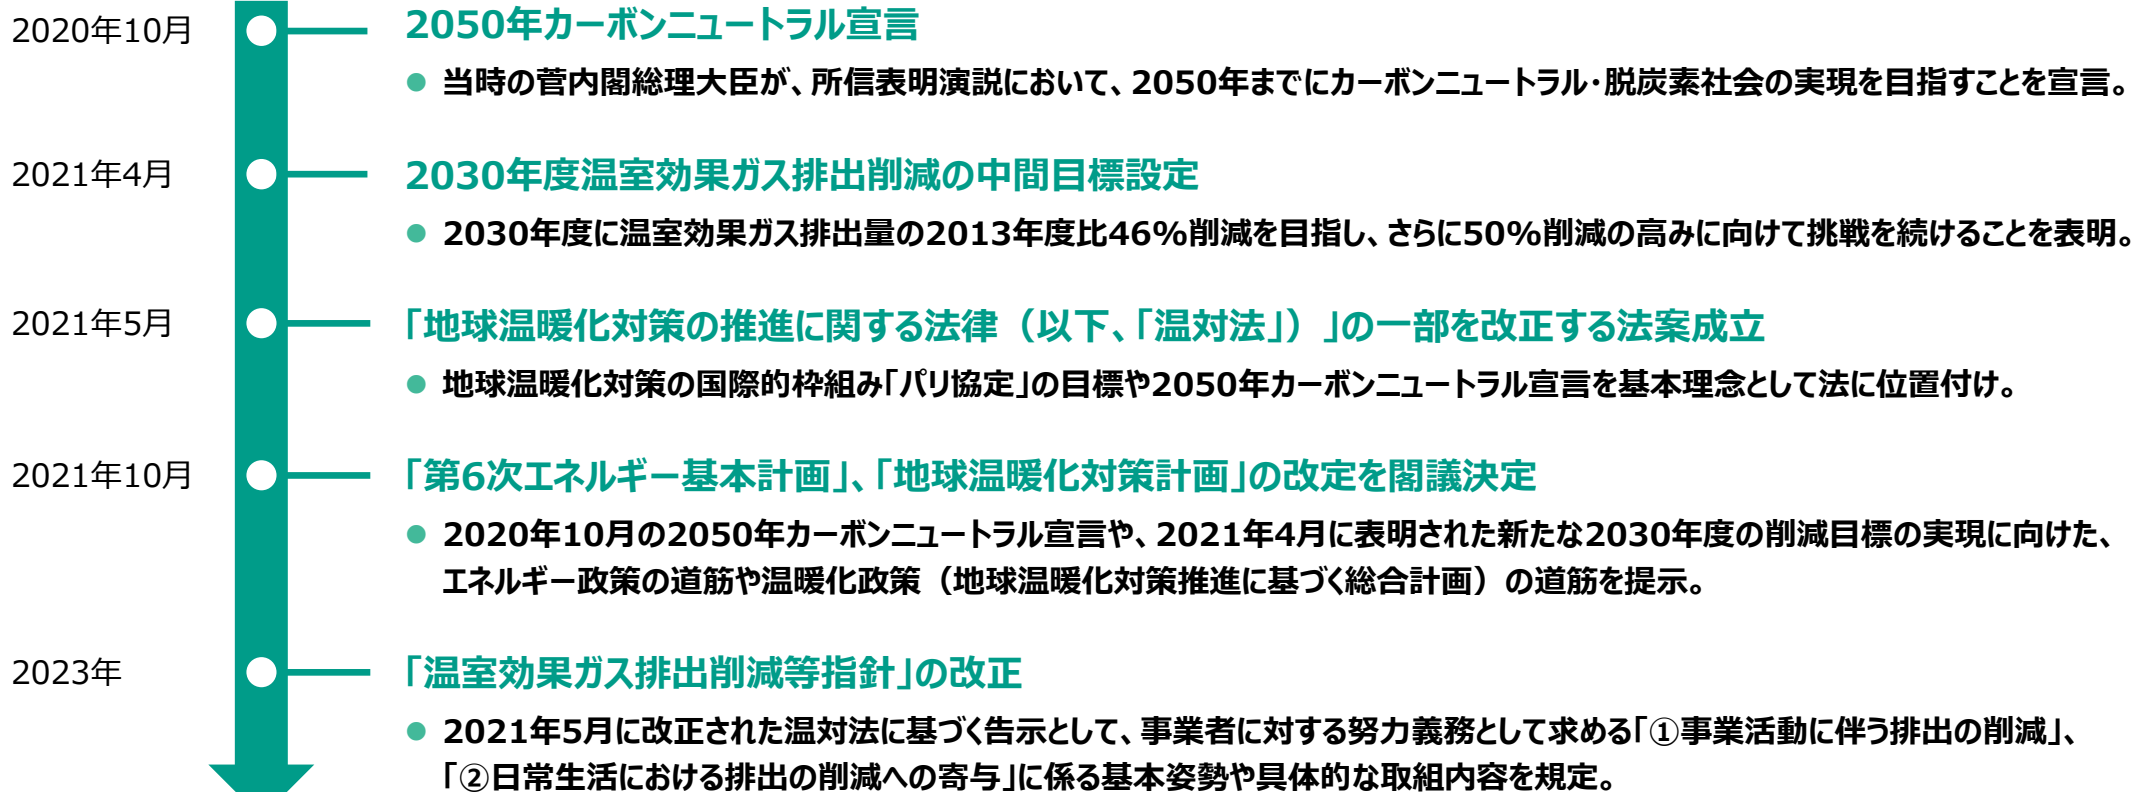 2020年10月
2050年カーボンニュートラル宣言
● 当時の菅内閣総理大臣が、所信表明演説において、2050年までにカーボンニュートラル・脱炭素社会の実現を目指すことを宣言。
2021年4月
2030年度温室効果ガス排出削減の中間目標設定
● 2030年度に温室効果ガス排出量の2013年度比46%削減を目指し、さらに50%削減の高みに向けて挑戦を続けることを表明。
2021年5月
「地球温暖化対策の推進に関する法律（以下、「温対法」）」の一部を改正する法案成立
● 地球温暖化対策の国際的枠組み「パリ協定」の目標や2050年カーボンニュートラル宣言を基本理念として法に位置付け。
2021年10月
「第6次エネルギー基本計画」、「地球温暖化対策計画」の改定を閣議決定
● 2020年10月の2050年カーボンニュートラル宣言や、2021年4月に表明された新たな2030年度の削減目標の実現に向けた、
エネルギー政策の道筋や温暖化政策（地球温暖化対策推進に基づく総合計画）の道筋を提示。
2023年
「温室効果ガス排出削減等指針」の改正
● 2021年5月に改正された温対法に基づく告示として、事業者に対する努力義務として求める「①事業活動に伴う排出の削減」、
「②日常生活における排出の削減への寄与」に係る基本姿勢や具体的な取組内容を規定。